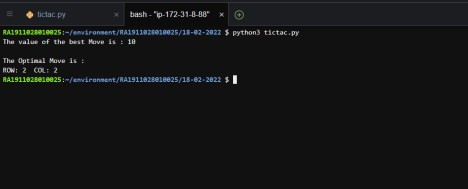 tictac.py × bash - "ip-172-31-8-88" ×
RA1911028010025:~/environment/RA1911028010025/18-02-2022 $ python3 tictac.py
The value of the best Move is : 10
The Optimal Move is :
ROW: 2 COL: 2
RA1911028010025:~/environment/RA1911028010025/18-02-2022 $